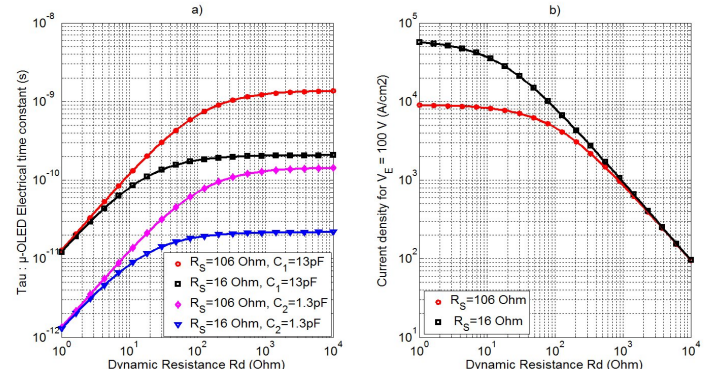 a)
Tau : µ-OLED Electrical time constant (s)
10^-8
10^-9
10^-10
10^-11
10^-12
10^0
10^1
10^2
10^3
10^4
Dynamic Resistance Rd (Ohm)
R_S=106 Ohm, C_1=13pF
R_S=16 Ohm, C_1=13pF
R_S=106 Ohm, C_2=1.3pF
R_S=16 Ohm, C_2=1.3pF
b)
Current density for V_E = 100 V (A/cm2)
10^5
10^4
10^3
10^2
10^1
10^0
10^1
10^2
10^3
10^4
Dynamic Resistance Rd (Ohm)
R_S=106 Ohm
R_S=16 Ohm